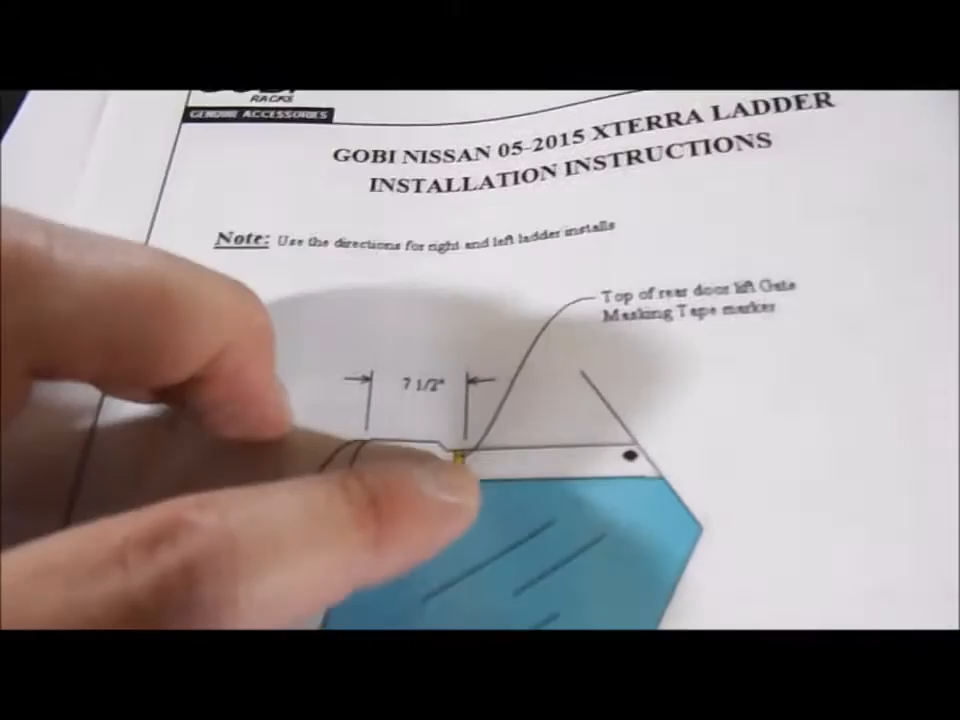 RACKS
GENUINE ACCESSORIES
GOBI NISSAN 05-2015 XTERRA LADDER
INSTALLATION INSTRUCTIONS
Note: Use the directions for right and left ladder installs
Top of rear door lift Gate
Masking Tape marker
7 1/2"